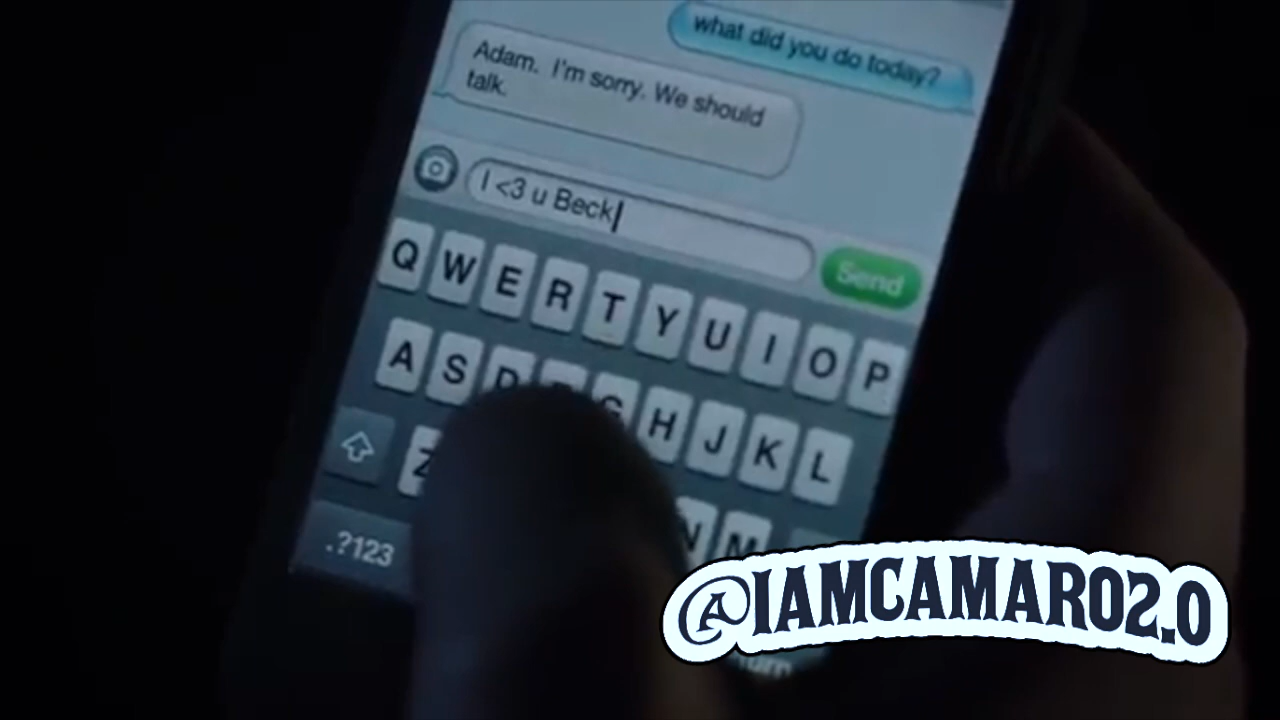 what did you do today?
Adam. I'm sorry. We should
talk.
I <3 u Beck
Send
Q W E R T Y U I O P
A S D G H J K L
Z N M
.?123
@IAMCAMARO2.0